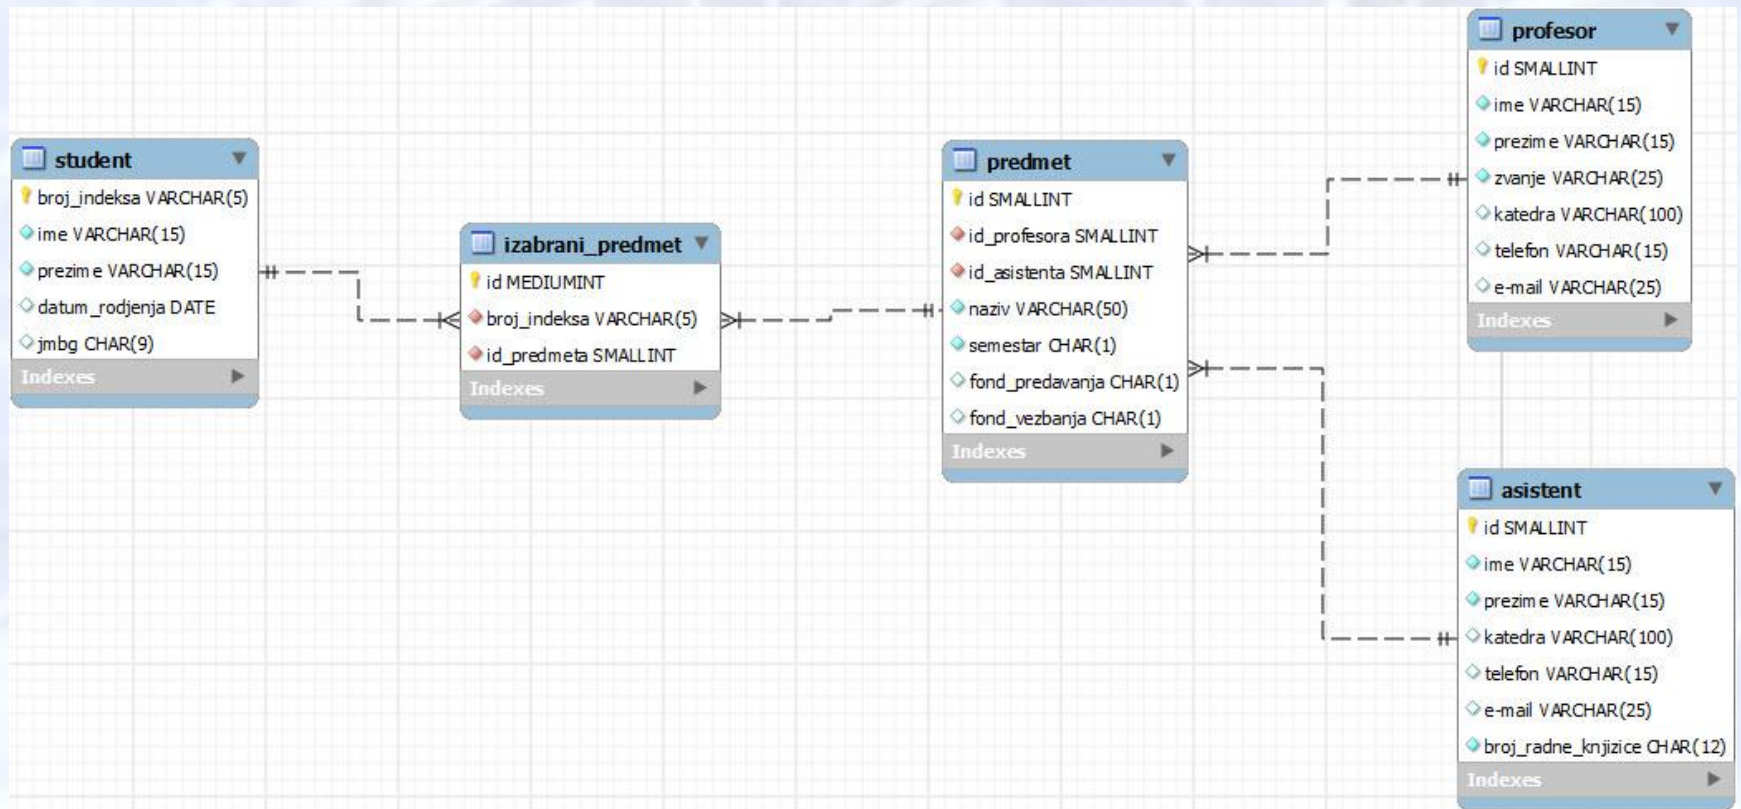 student
broj_indeksa VARCHAR(5)
ime VARCHAR(15)
prezime VARCHAR(15)
datum_rodjenja DATE
jmbg CHAR(9)
Indexes
izabrani_predmet
id MEDIUMINT
broj_indeksa VARCHAR(5)
id_predmeta SMALLINT
Indexes
predmet
id SMALLINT
id_profesora SMALLINT
id_asistenta SMALLINT
naziv VARCHAR(50)
semestar CHAR(1)
fond_predavanja CHAR(1)
fond_vezbanja CHAR(1)
Indexes
profesor
id SMALLINT
ime VARCHAR(15)
prezime VARCHAR(15)
zvanje VARCHAR(25)
katedra VARCHAR(100)
telefon VARCHAR(15)
e-mail VARCHAR(25)
Indexes
asistent
id SMALLINT
ime VARCHAR(15)
prezime VARCHAR(15)
katedra VARCHAR(100)
telefon VARCHAR(15)
e-mail VARCHAR(25)
broj_radne_knjizice CHAR(12)
Indexes